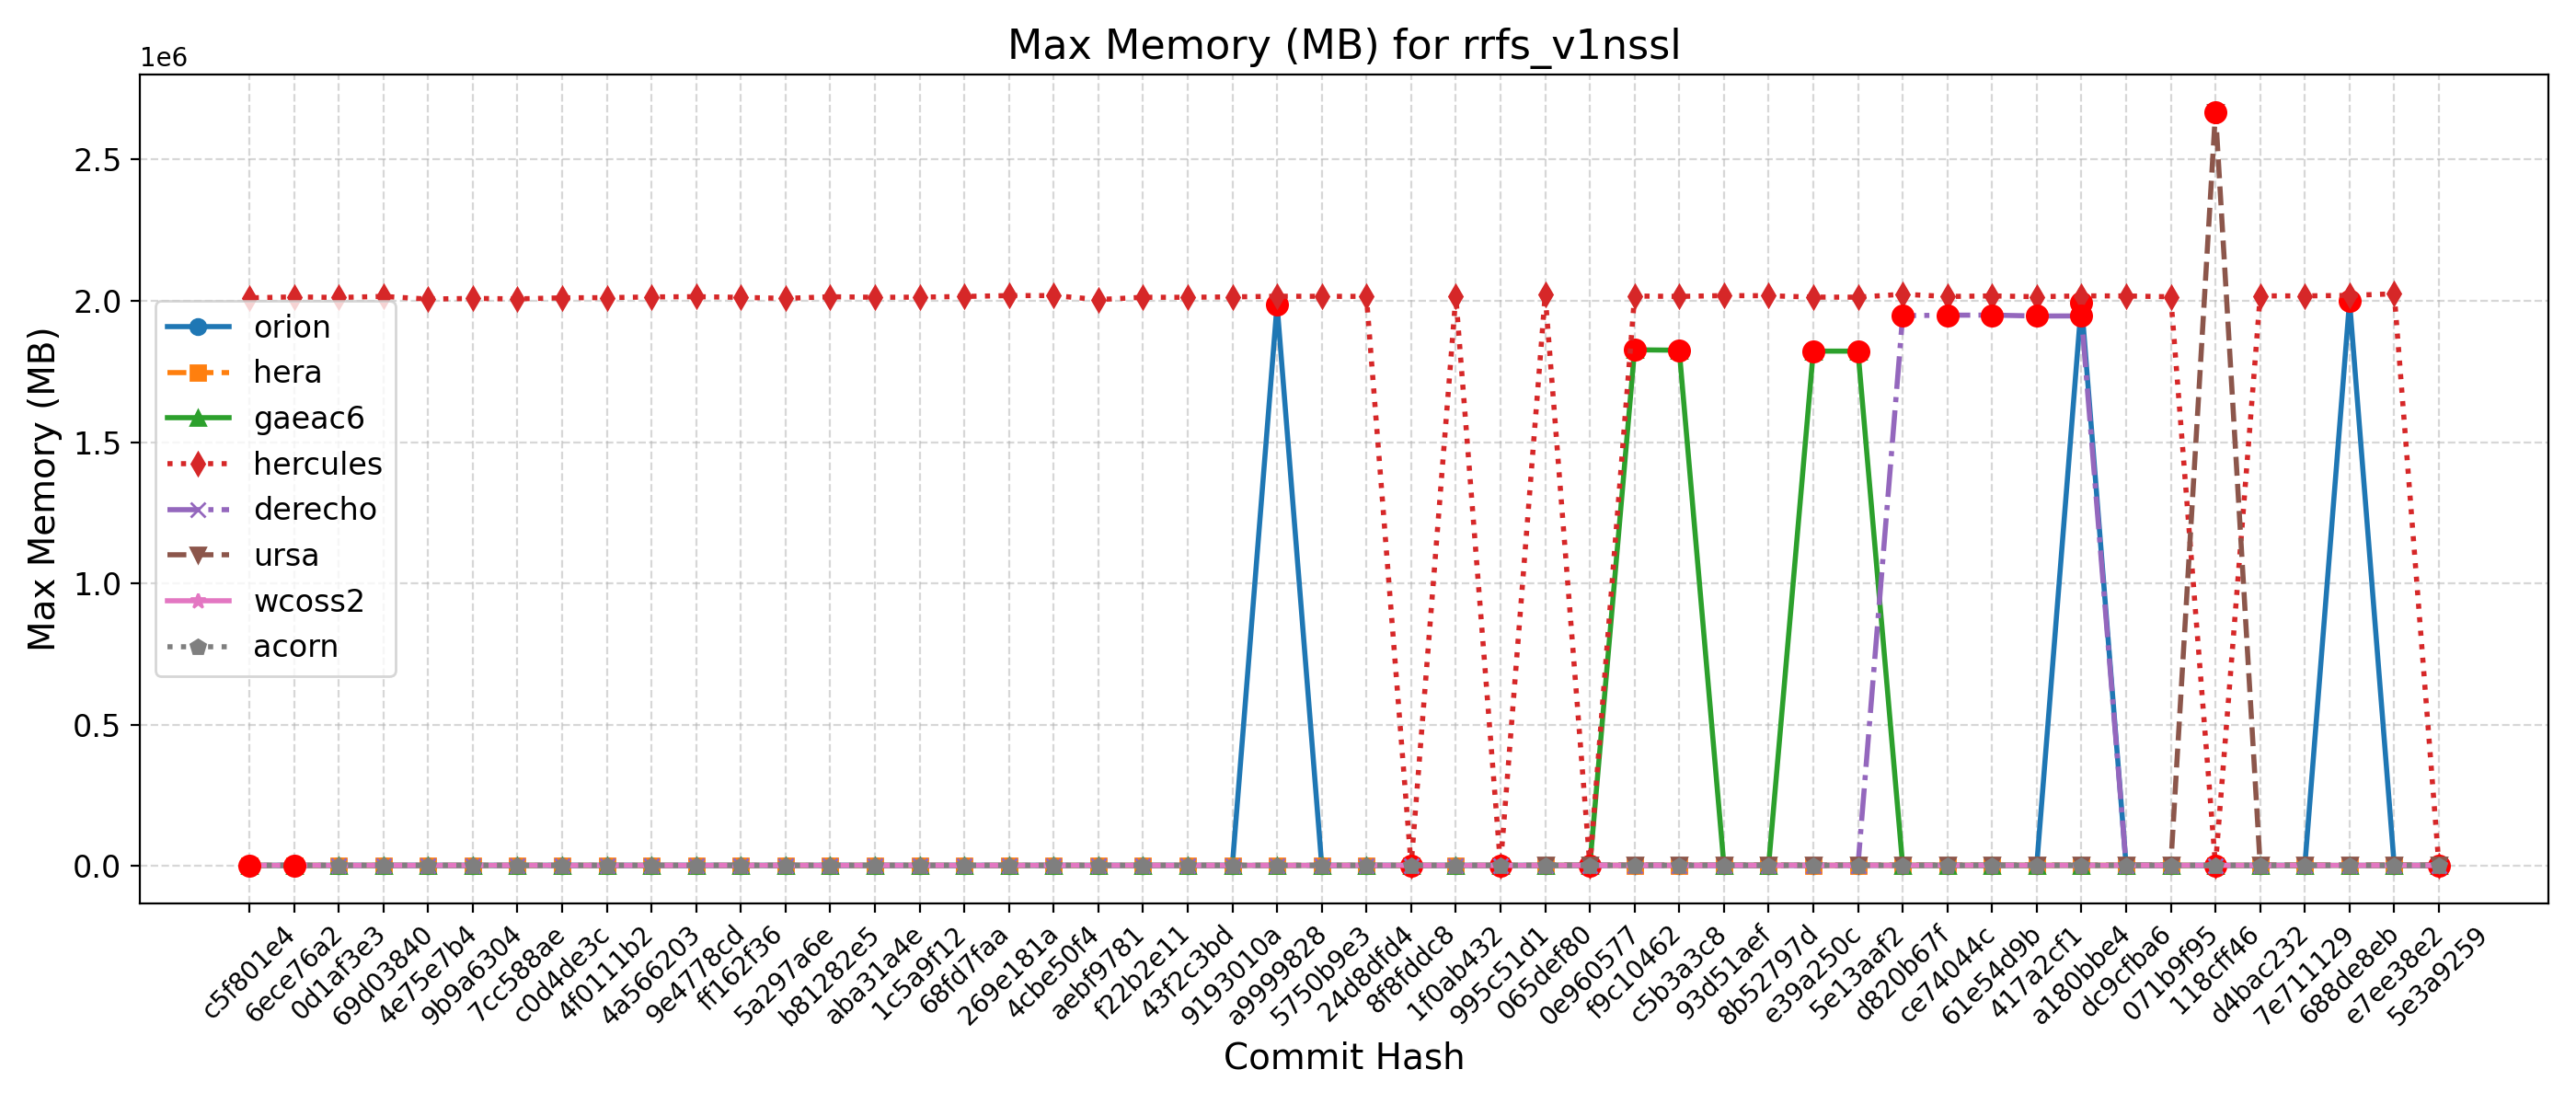 Max Memory (MB) for rrfs_v1nssl
1e6
Max Memory (MB)
2.5
2.0
1.5
1.0
0.5
0.0
orion
hera
gaeac6
hercules
derecho
ursa
wcoss2
acorn
c5f801e4
6ece76a2
0d1af3e3
69d03840
4e75e7b4
9b9a6304
7cc588ae
c0d4de3c
4f0111b2
4a566203
9e4778cd
ff162f36
5a297a6e
b81282e5
aba31a4e
1c5a9f12
68fd7faa
269e181a
4cbe50f4
aebf9781
f22b2e11
43f2c3bd
9193010a
a9999828
5750b9e3
24d8dfd4
8f8fddc8
1f0ab432
995c51d1
065def80
0e960577
f9c10462
c5b3a3c8
93d51aef
8b52797d
e39a250c
5e13aaf2
d820b67f
ce74044c
61e54d9b
417a2cf1
a180bbe4
dc9cfba6
071b9f95
118cff46
d4bac232
7e711129
688de8eb
e7ee38e2
5e3a9259
Commit Hash